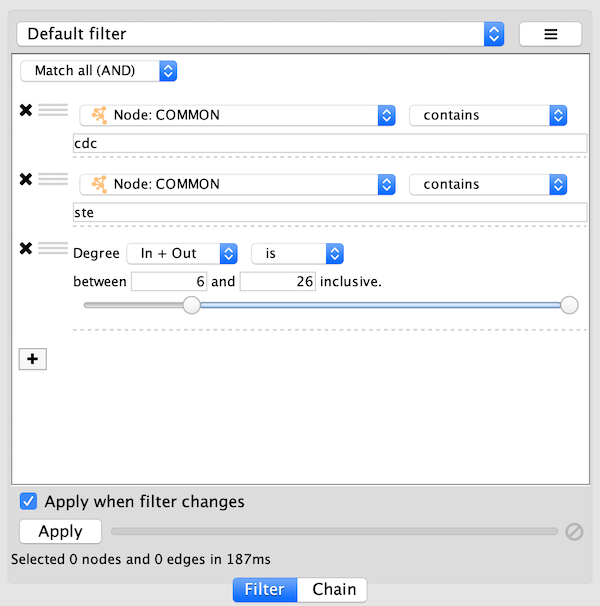 Default filter
Match all (AND)
Node: COMMON contains
cdc
Node: COMMON contains
ste
Degree In + Out is
between 6 and 26 inclusive.
Apply when filter changes
Apply
Selected 0 nodes and 0 edges in 187ms
Filter Chain